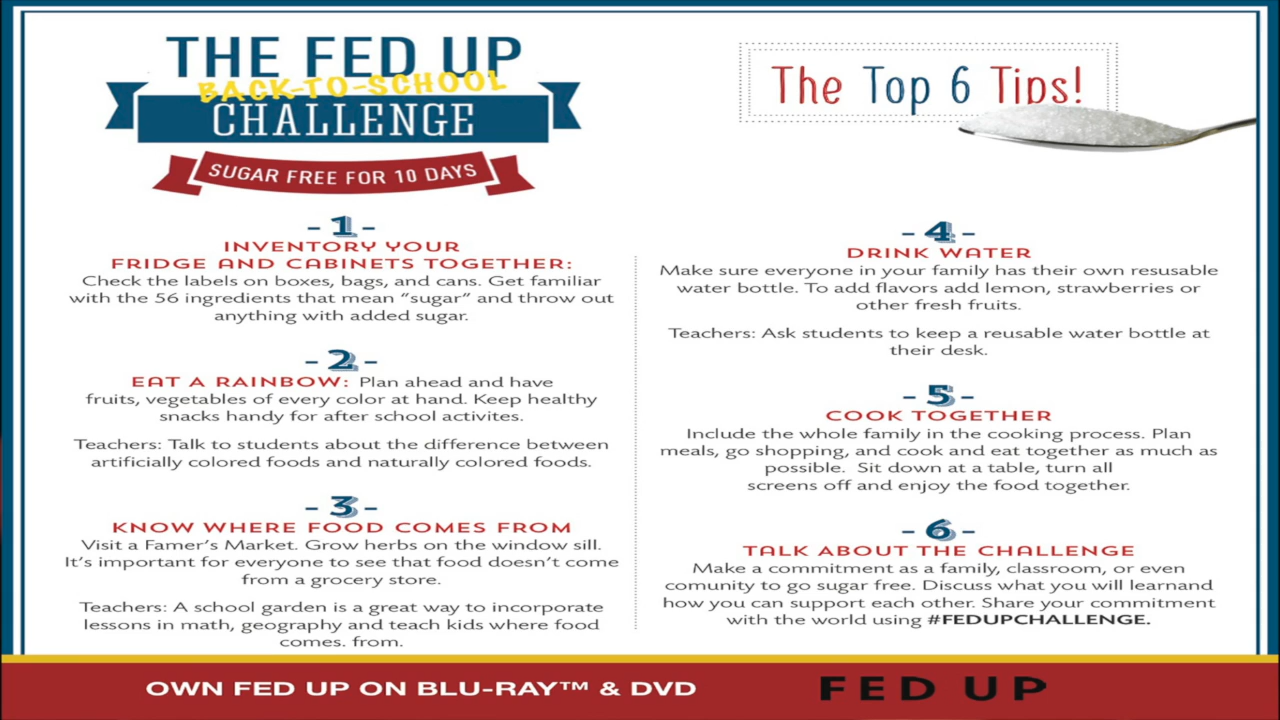 THE FED UP
BACK-TO-SCHOOL
CHALLENGE
SUGAR FREE FOR 10 DAYS
The Top 6 Tips!
- 1 -
INVENTORY YOUR
FRIDGE AND CABINETS TOGETHER:
Check the labels on boxes, bags, and cans. Get familiar
with the 56 ingredients that mean "sugar" and throw out
anything with added sugar.
- 2 -
EAT A RAINBOW: Plan ahead and have
fruits, vegetables of every color at hand. Keep healthy
snacks handy for after school activites.
Teachers: Talk to students about the difference between
artificially colored foods and naturally colored foods.
- 3 -
KNOW WHERE FOOD COMES FROM
Visit a Famer's Market. Grow herbs on the window sill.
It's important for everyone to see that food doesn't come
from a grocery store.
Teachers: A school garden is a great way to incorporate
lessons in math, geography and teach kids where food
comes. from.
- 4 -
DRINK WATER
Make sure everyone in your family has their own resusable
water bottle. To add flavors add lemon, strawberries or
other fresh fruits.
Teachers: Ask students to keep a reusable water bottle at
their desk.
- 5 -
COOK TOGETHER
Include the whole family in the cooking process. Plan
meals, go shopping, and cook and eat together as much as
possible. Sit down at a table, turn all
screens off and enjoy the food together.
- 6 -
TALK ABOUT THE CHALLENGE
Make a commitment as a family, classroom, or even
comunity to go sugar free. Discuss what you will learnand
how you can support each other. Share your commitment
with the world using #FEDUPCHALLENGE.
OWN FED UP ON BLU-RAY™ & DVD
FED UP